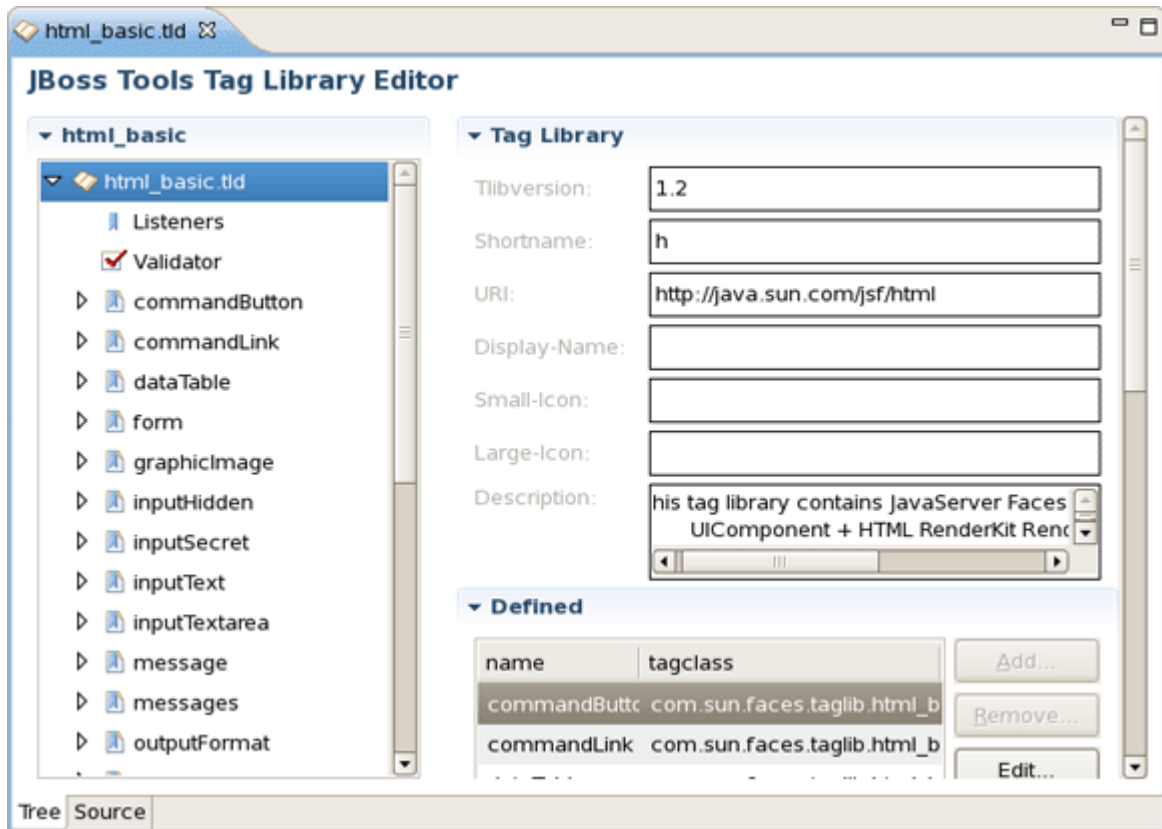 html_basic.tld
JBoss Tools Tag Library Editor
html_basic
html_basic.tld
Listeners
Validator
commandButton
commandLink
dataTable
form
graphicImage
inputHidden
inputSecret
inputText
inputTextarea
message
messages
outputFormat
Tag Library
Tlibversion: 1.2
Shortname: h
URI: http://java.sun.com/jsf/html
Display-Name:
Small-Icon:
Large-Icon:
Description: his tag library contains JavaServer Faces
UIComponent + HTML RenderKit Rend
Defined
name tagclass
commandButto com.sun.faces.taglib.html_b
commandLink com.sun.faces.taglib.html_b
Add...
Remove...
Edit...
Tree Source